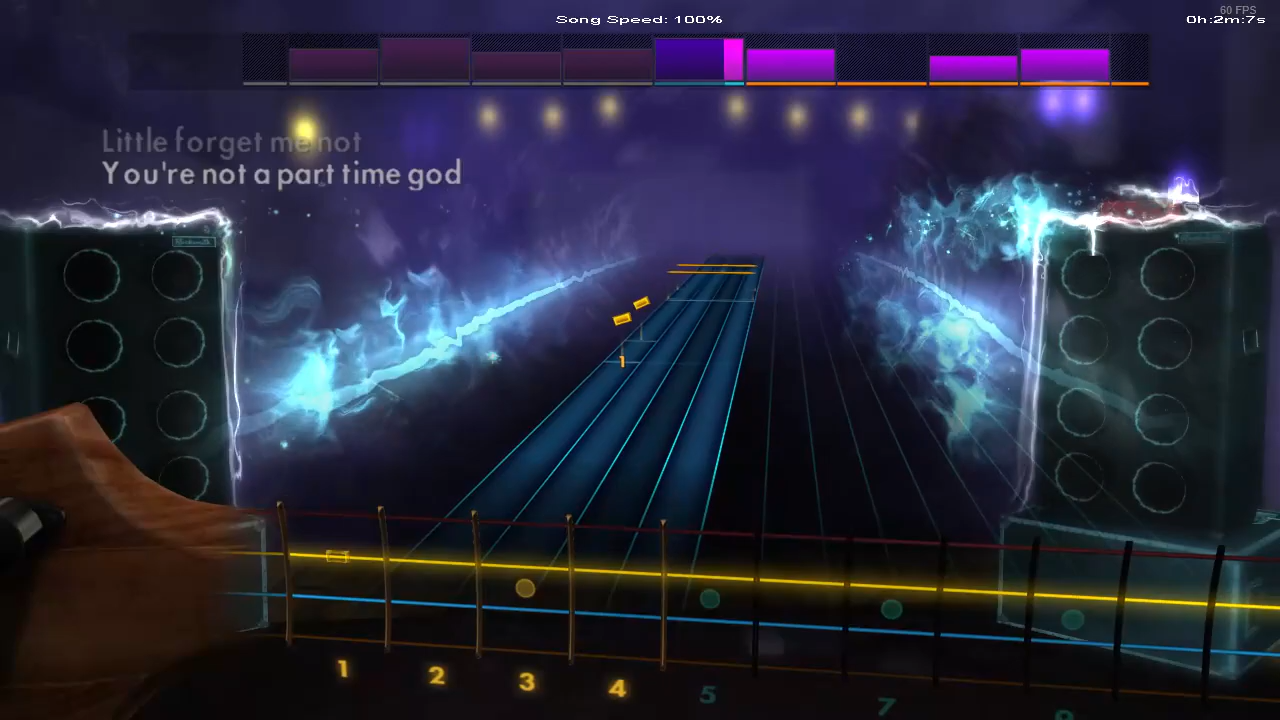 60 FPS
Song Speed: 100%
0h:2m:7s
Little forget me not
You're not a part time god
1
1 2 3 4 5 7